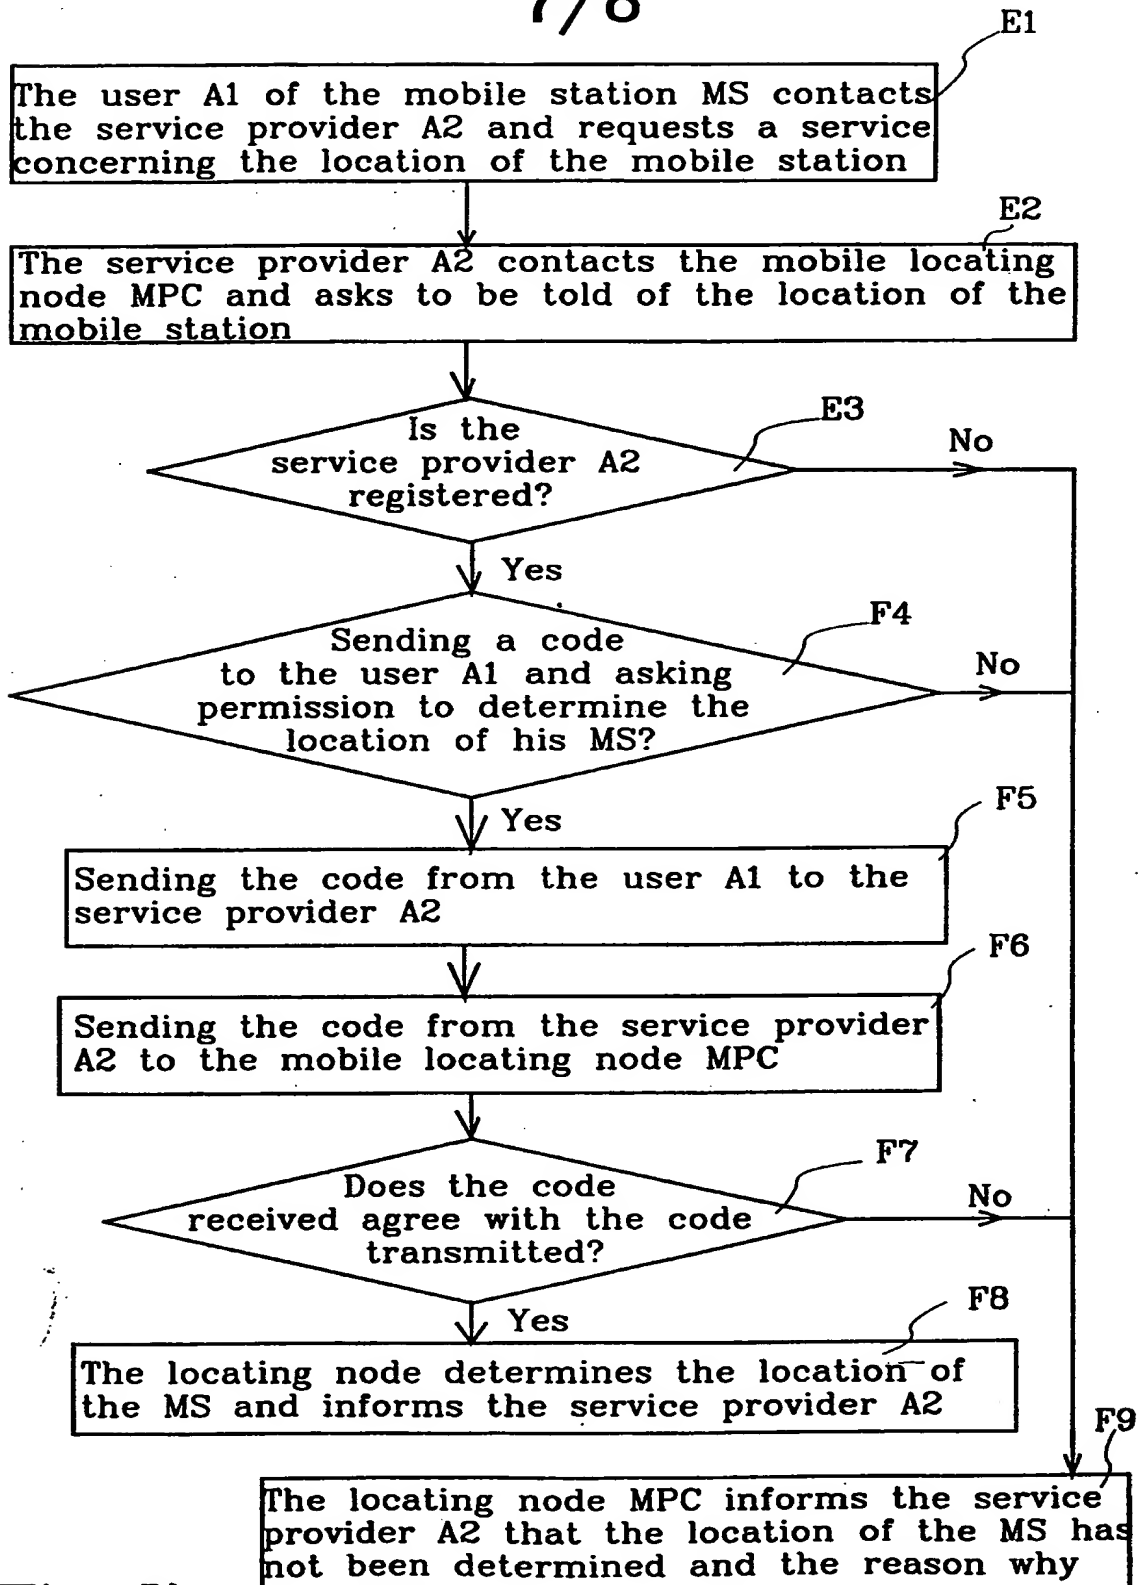 7/8
E1
The user A1 of the mobile station MS contacts
the service provider A2 and requests a service
concerning the location of the mobile station
E2
The service provider A2 contacts the mobile locating
node MPC and asks to be told of the location of the
mobile station
E3
Is the
service provider A2
registered?
No
Yes
F4
Sending a code
to the user A1 and asking
permission to determine the
location of his MS?
No
Yes
F5
Sending the code from the user A1 to the
service provider A2
F6
Sending the code from the service provider
A2 to the mobile locating node MPC
F7
Does the code
received agree with the code
transmitted?
No
Yes
F8
The locating node determines the location of
the MS and informs the service provider A2
F9
The locating node MPC informs the service
provider A2 that the location of the MS has
not been determined and the reason why